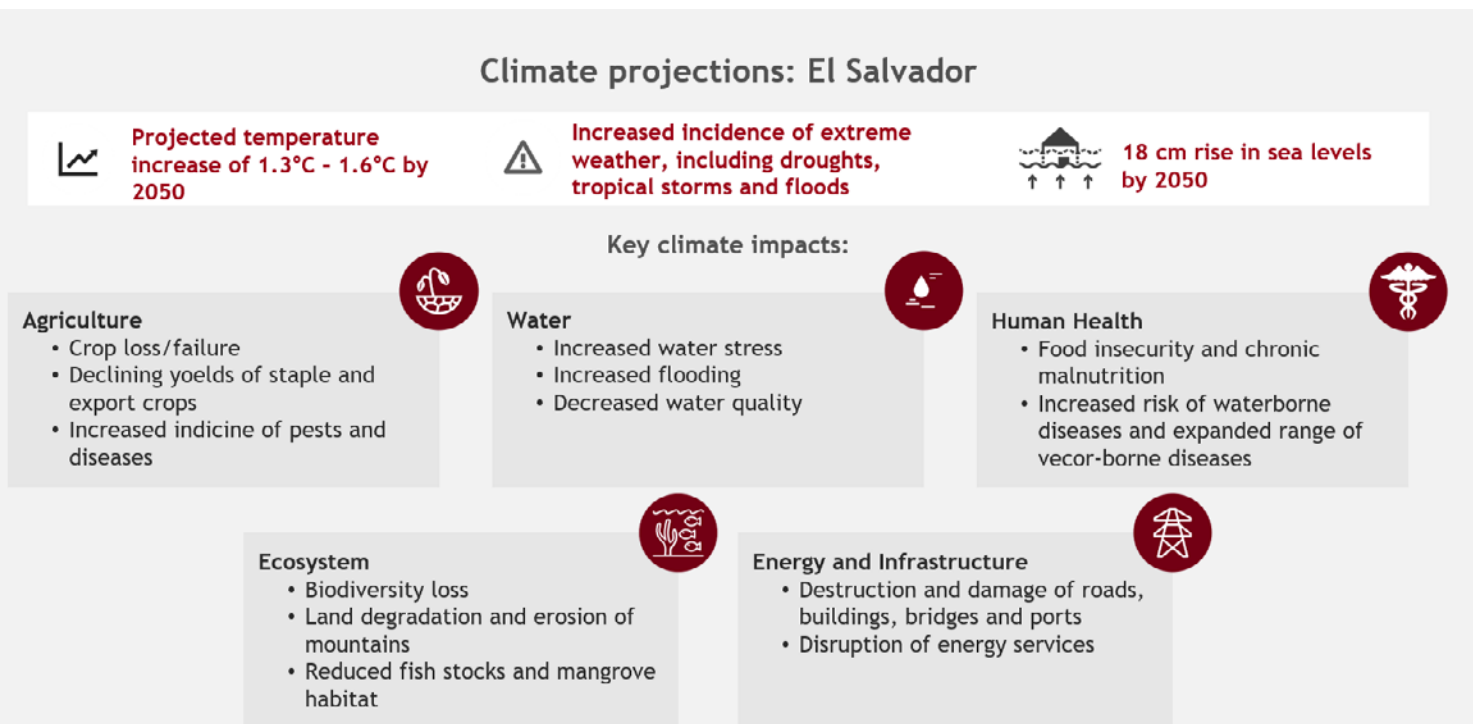 Climate projections: El Salvador
Projected temperature
increase of 1.3°C - 1.6°C by
2050
Increased incidence of extreme
weather, including droughts,
tropical storms and floods
18 cm rise in sea levels
by 2050
Key climate impacts:
Agriculture
• Crop loss/failure
• Declining yoelds of staple and
export crops
• Increased indicine of pests and
diseases
Water
• Increased water stress
• Increased flooding
• Decreased water quality
Human Health
• Food insecurity and chronic
malnutrition
• Increased risk of waterborne
diseases and expanded range of
vecor-borne diseases
Ecosystem
• Biodiversity loss
• Land degradation and erosion of
mountains
• Reduced fish stocks and mangrove
habitat
Energy and Infrastructure
• Destruction and damage of roads,
buildings, bridges and ports
• Disruption of energy services